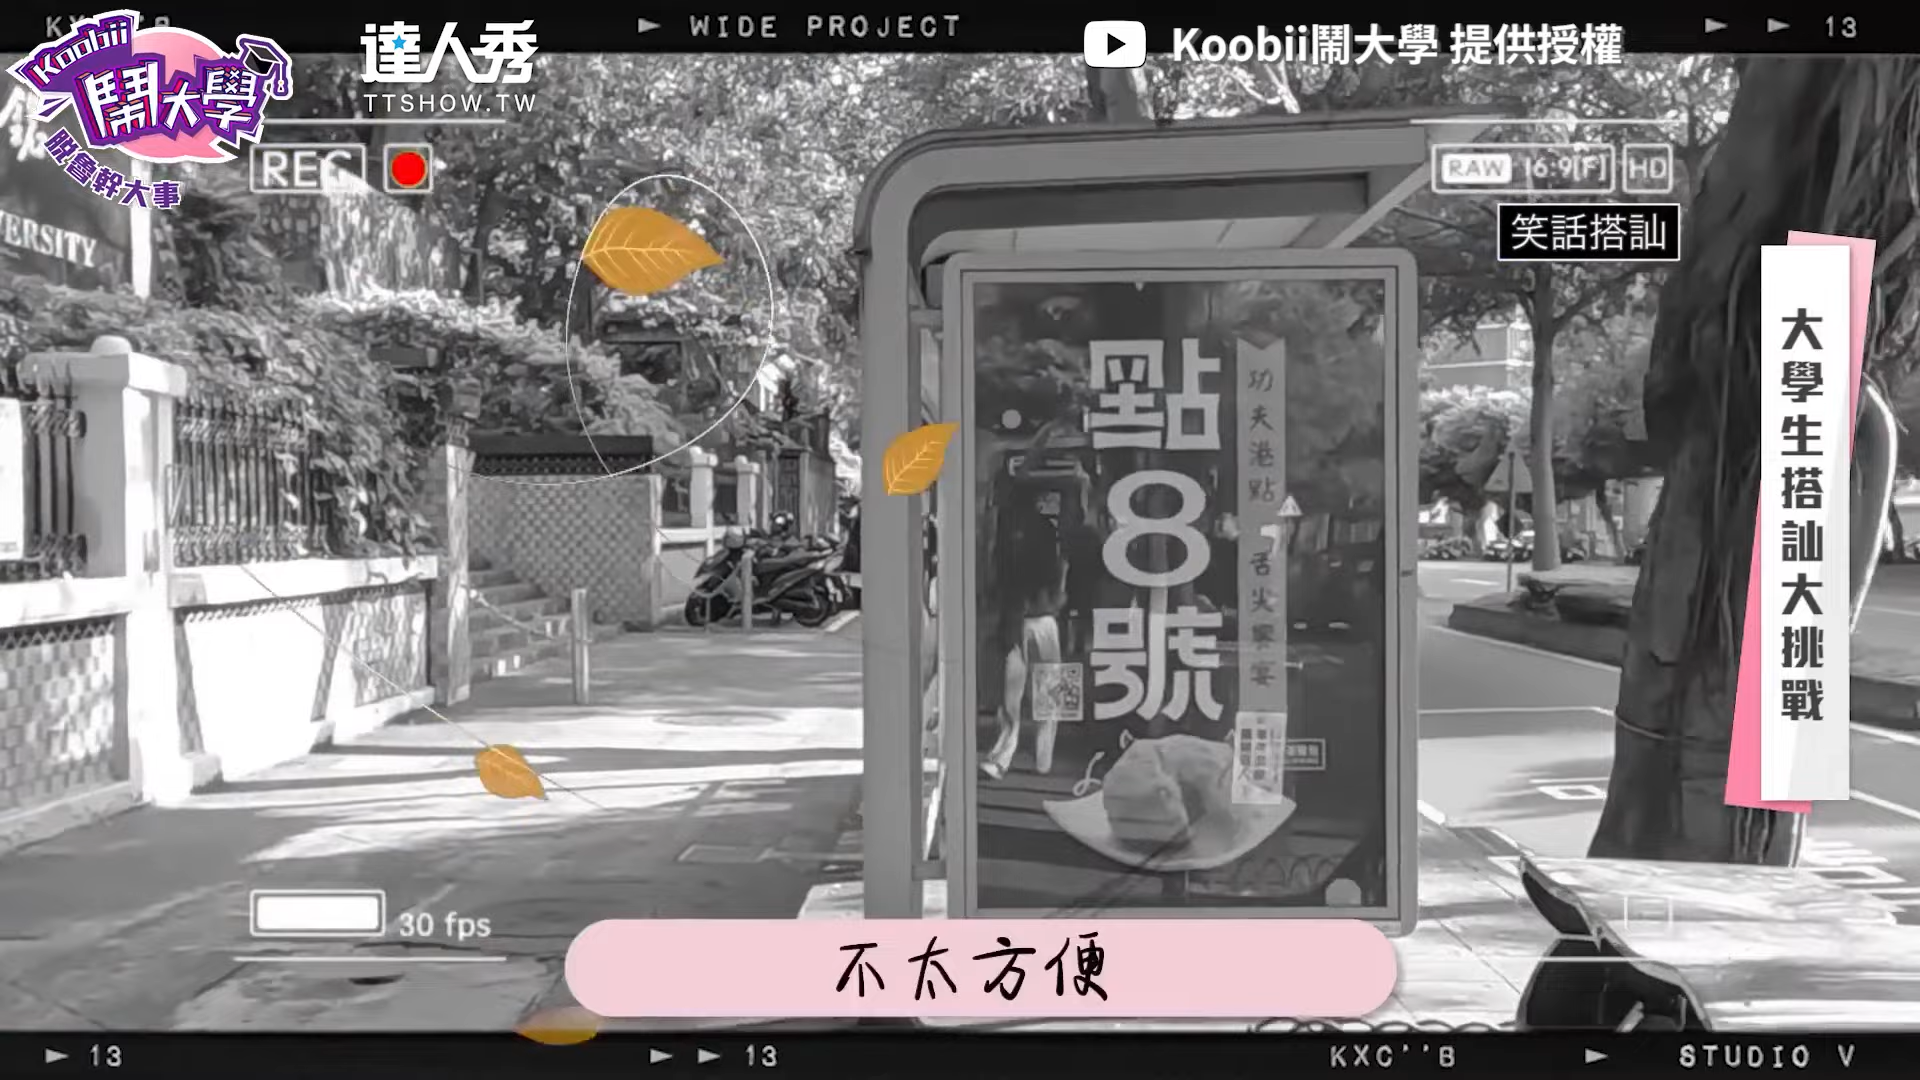 WIDE PROJECT
13
Koobii
鬧大學
脫魯幹大事
達人秀
TTSHOW.TW
Koobii鬧大學 提供授權
REC
RAW 16:9[F] HD
笑話搭訕
ERSITY
點8號
功夫港點
舌尖饗宴
大學生搭訕大挑戰
30 fps
不太方便
13
13
KXC''B
STUDIO V